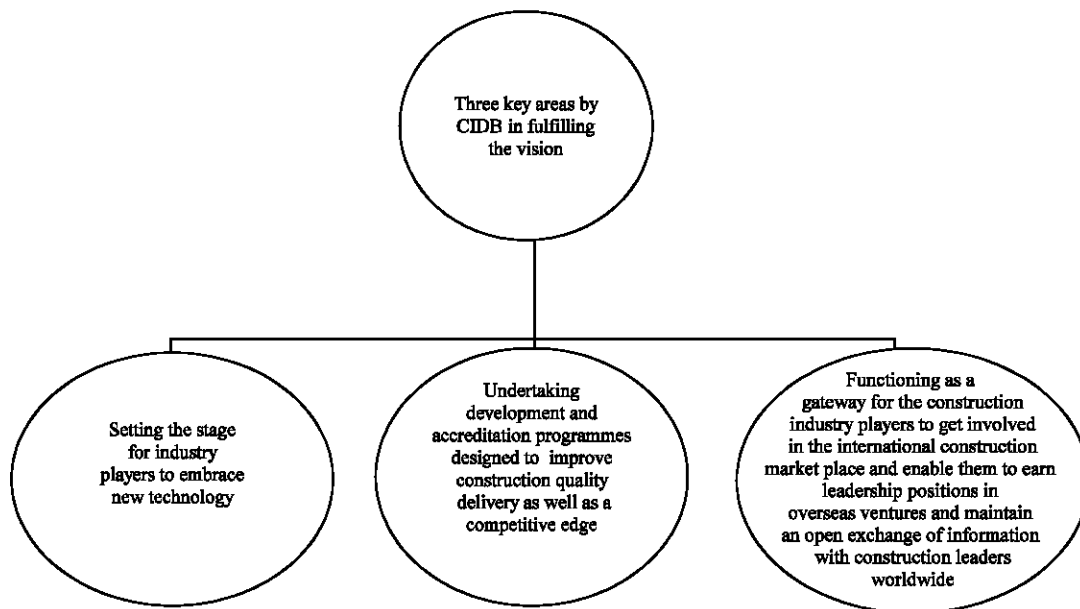 Three key areas by
CIDB in fulfilling
the vision
Setting the stage
for industry
players to embrace
new technology
Undertaking
development and
accreditation programmes
designed to improve
construction quality
delivery as well as a
competitive edge
Functioning as a
gateway for the construction
industry players to get involved
in the international construction
market place and enable them to earn
leadership positions in
overseas ventures and maintain
an open exchange of information
with construction leaders
worldwide